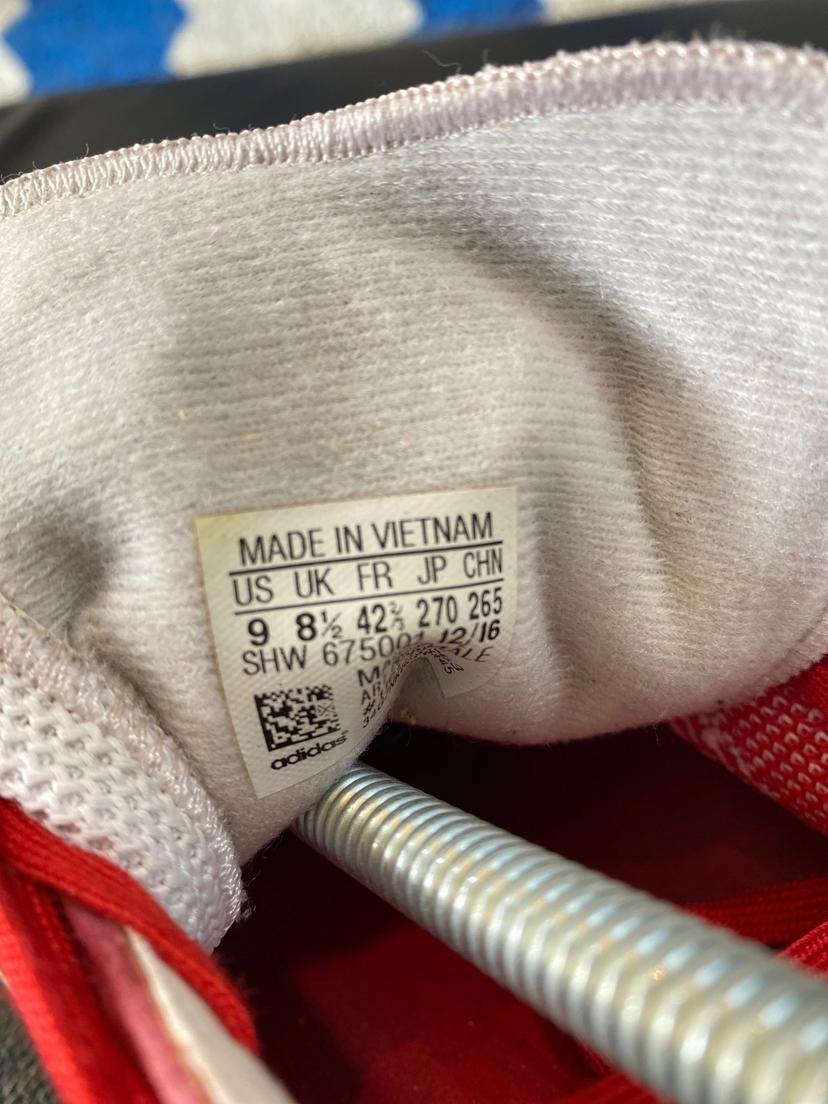 MADE IN VIETNAM
US UK FR JP CHN
9 8½ 42⅔ 270 265
SHW 675001 12/16
adidas